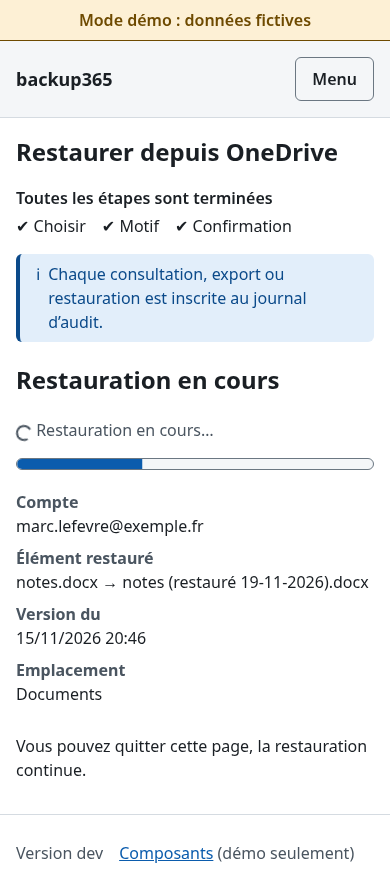 Mode démo : données fictives
backup365
Menu
Restaurer depuis OneDrive
Toutes les étapes sont terminées
✔ Choisir ✔ Motif ✔ Confirmation
i Chaque consultation, export ou
restauration est inscrite au journal
d’audit.
Restauration en cours
Restauration en cours…
Compte
marc.lefevre@exemple.fr
Élément restauré
notes.docx → notes (restauré 19-11-2026).docx
Version du
15/11/2026 20:46
Emplacement
Documents
Vous pouvez quitter cette page, la restauration
continue.
Version dev Composants (démo seulement)